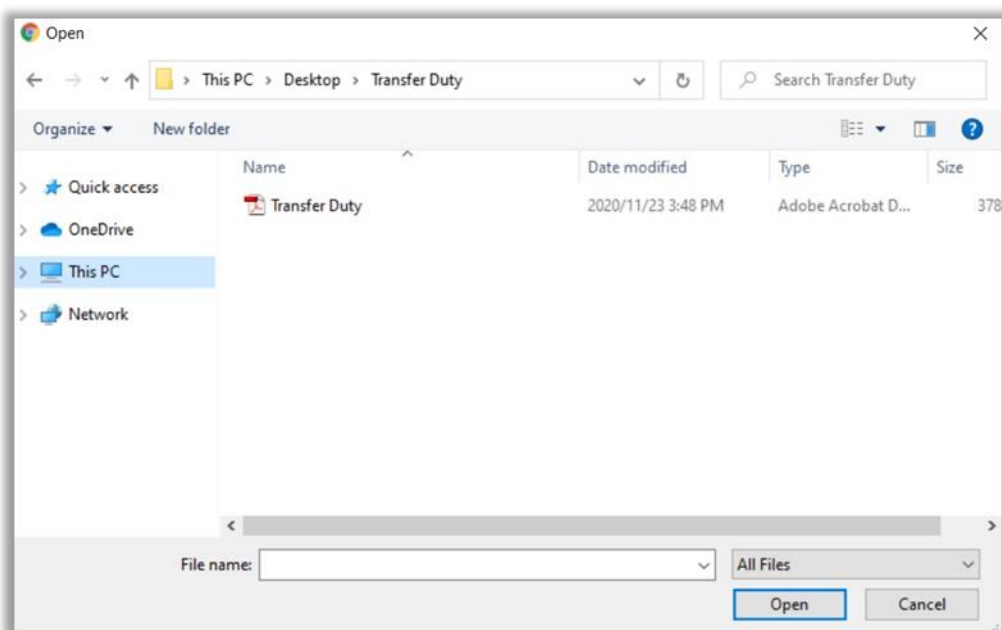 Open
This PC > Desktop > Transfer Duty
Search Transfer Duty
Organize
New folder
Name Date modified Type Size
Quick access
OneDrive
This PC
Network
Transfer Duty 2020/11/23 3:48 PM Adobe Acrobat D... 378
File name:
All Files
Open Cancel